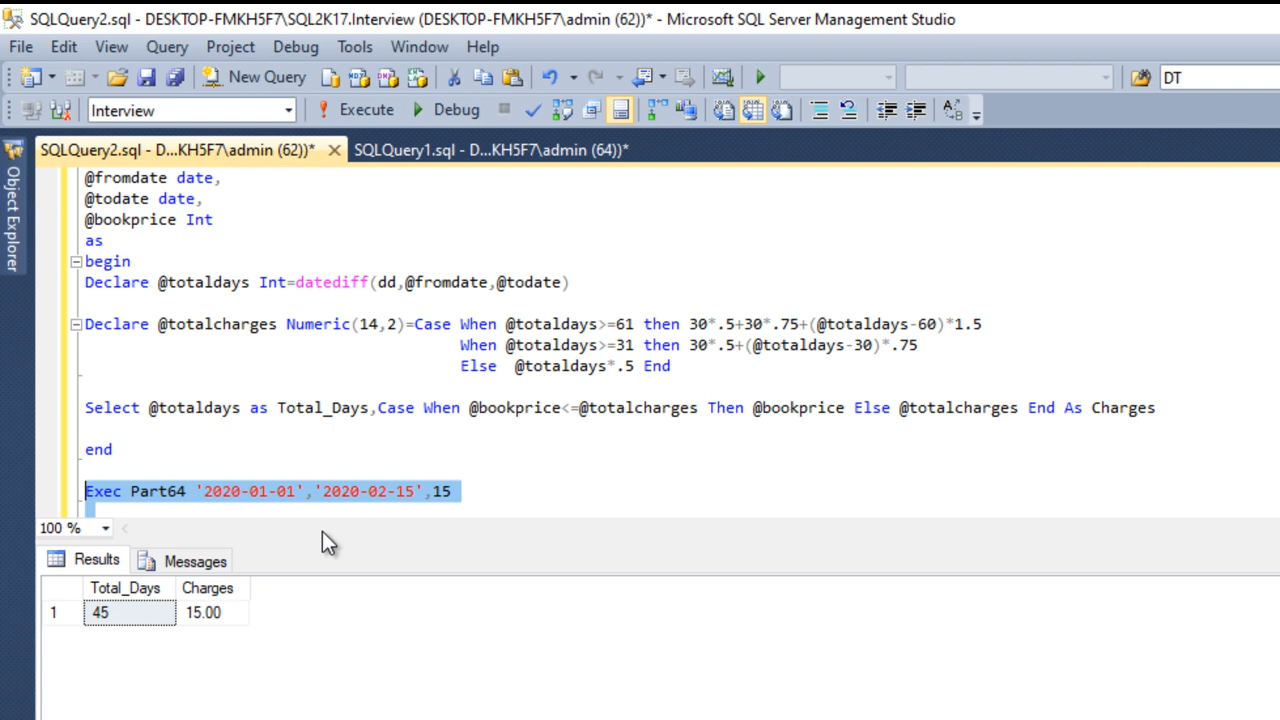 SQLQuery2.sql - DESKTOP-FMKH5F7\SQL2K17.Interview (DESKTOP-FMKH5F7\admin (62))* - Microsoft SQL Server Management Studio
File Edit View Query Project Debug Tools Window Help
New Query DT
Interview Execute Debug
SQLQuery2.sql - D...KH5F7\admin (62))* SQLQuery1.sql - D...KH5F7\admin (64))*
Object Explorer
@fromdate date,
@todate date,
@bookprice Int
as
begin
Declare @totaldays Int=datediff(dd,@fromdate,@todate)
Declare @totalcharges Numeric(14,2)=Case When @totaldays>=61 then 30*.5+30*.75+(@totaldays-60)*1.5
When @totaldays>=31 then 30*.5+(@totaldays-30)*.75
Else @totaldays*.5 End
Select @totaldays as Total_Days,Case When @bookprice<=@totalcharges Then @bookprice Else @totalcharges End As Charges
end
Exec Part64 '2020-01-01','2020-02-15',15
100 %
Results Messages
Total_Days Charges
1 45 15.00